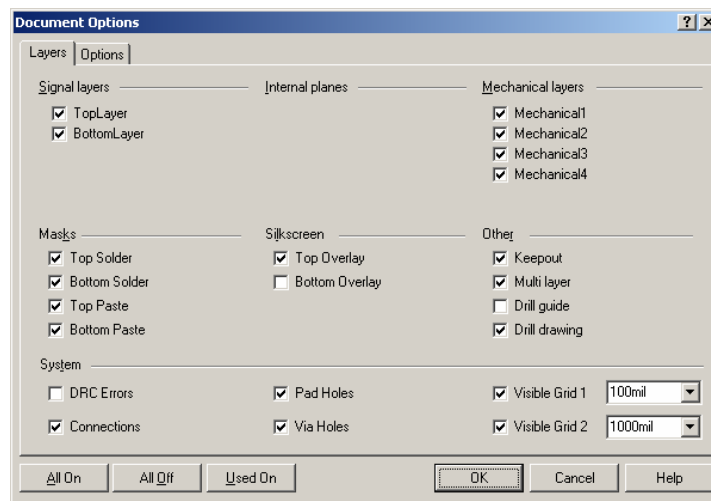 Document Options
Layers Options
Signal layers Internal planes Mechanical layers
TopLayer Mechanical1
BottomLayer Mechanical2
Mechanical3
Mechanical4
Masks Silkscreen Other
Top Solder Top Overlay Keepout
Bottom Solder Bottom Overlay Multi layer
Top Paste Drill guide
Bottom Paste Drill drawing
System
DRC Errors Pad Holes Visible Grid 1 100mil
Connections Via Holes Visible Grid 2 1000mil
All On All Off Used On OK Cancel Help